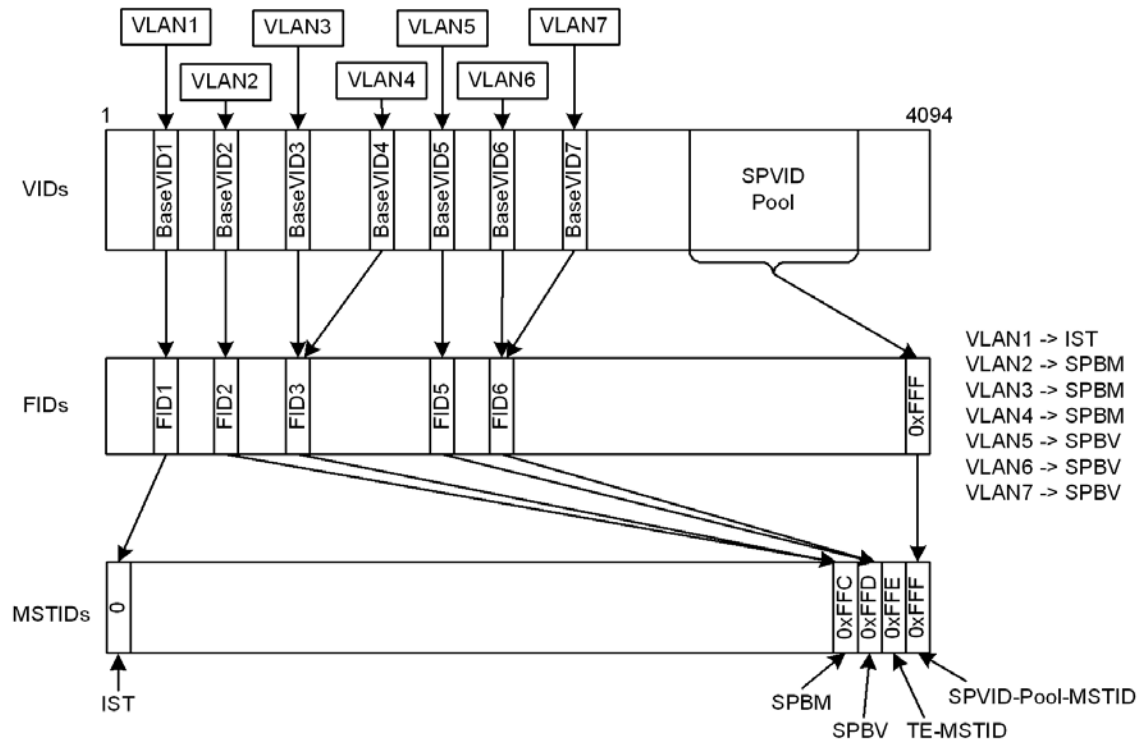 VLAN1
VLAN3
VLAN5
VLAN7
VLAN2
VLAN4
VLAN6
1
4094
VIDs
BaseVID1
BaseVID2
BaseVID3
BaseVID4
BaseVID5
BaseVID6
BaseVID7
SPVID
Pool
FIDs
FID1
FID2
FID3
FID5
FID6
0xFFF
VLAN1 -> IST
VLAN2 -> SPBM
VLAN3 -> SPBM
VLAN4 -> SPBM
VLAN5 -> SPBV
VLAN6 -> SPBV
VLAN7 -> SPBV
MSTIDs
0
0xFFC
0xFFD
0xFFE
0xFFF
IST
SPBM
SPVID-Pool-MSTID
SPBV
TE-MSTID